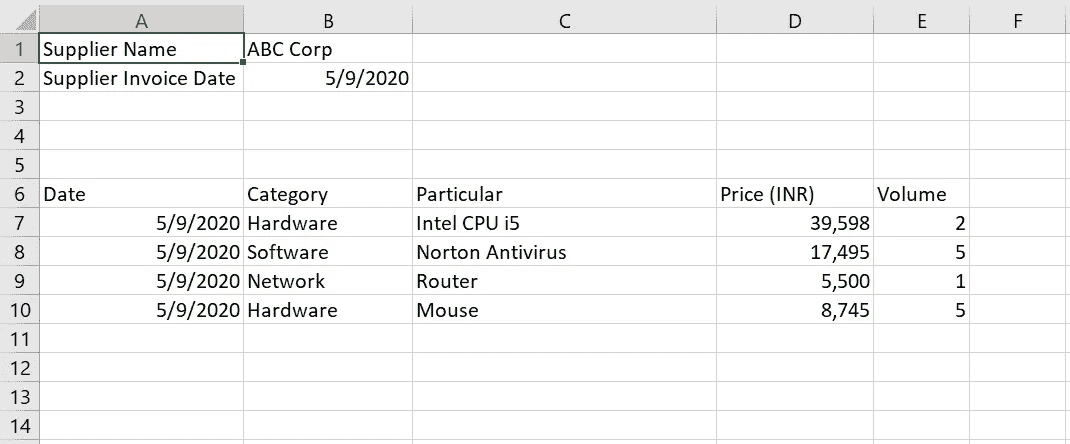 A B C D E F
1 Supplier Name ABC Corp
2 Supplier Invoice Date 5/9/2020
3
4
5
6 Date Category Particular Price (INR) Volume
7 5/9/2020 Hardware Intel CPU i5 39,598 2
8 5/9/2020 Software Norton Antivirus 17,495 5
9 5/9/2020 Network Router 5,500 1
10 5/9/2020 Hardware Mouse 8,745 5
11
12
13
14